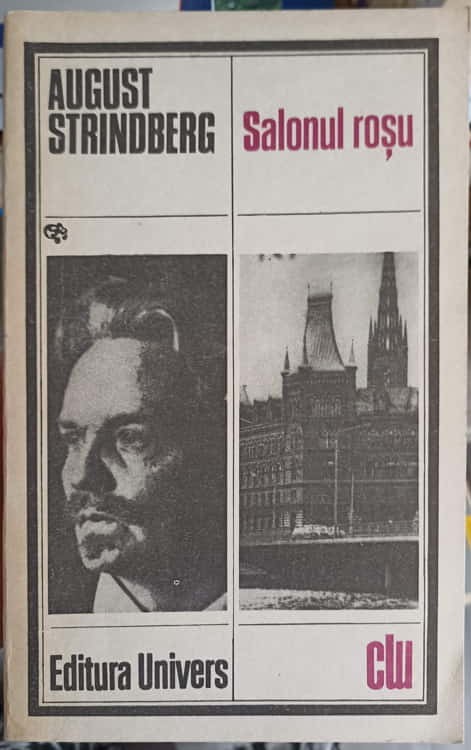 AUGUST
STRINDBERG
Salonul roșu
Editura Univers
clu